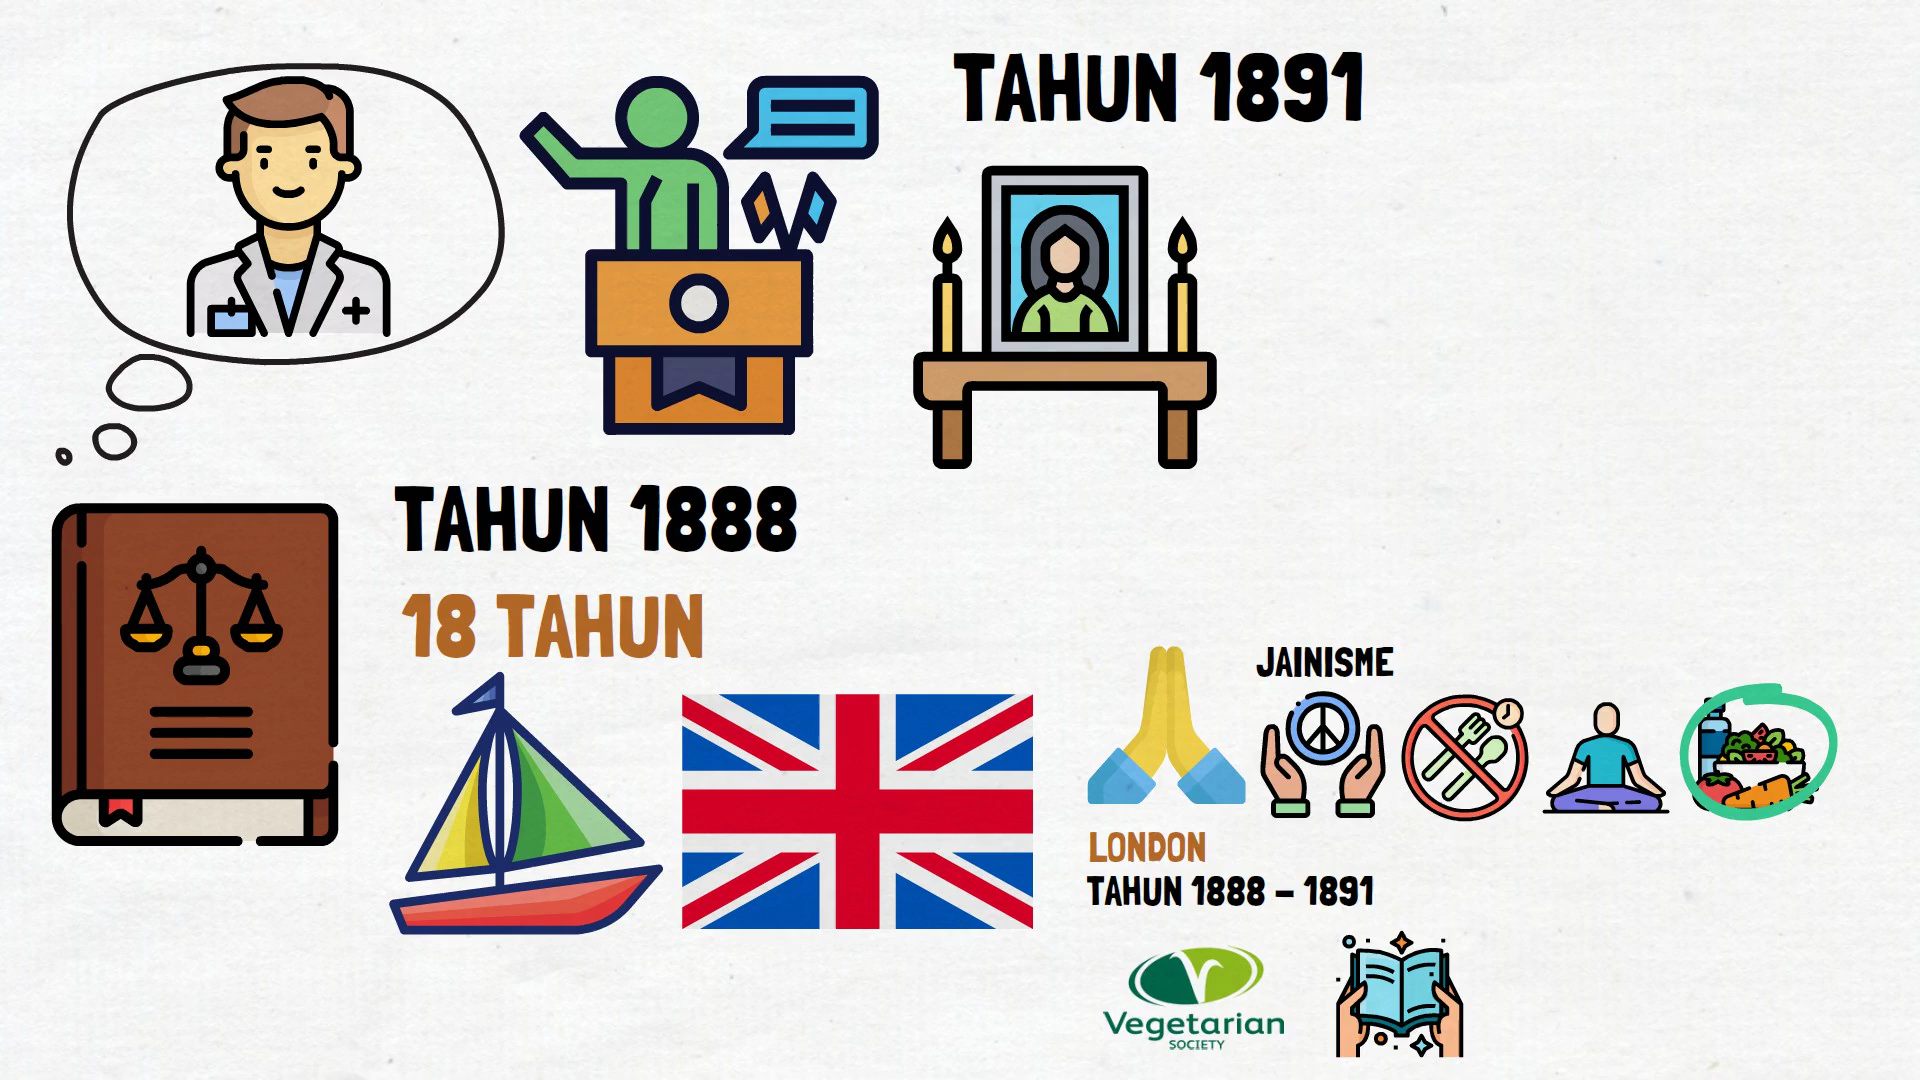 TAHUN 1891
TAHUN 1888
18 TAHUN
JAINISME
LONDON
TAHUN 1888 – 1891
Vegetarian
SOCIETY